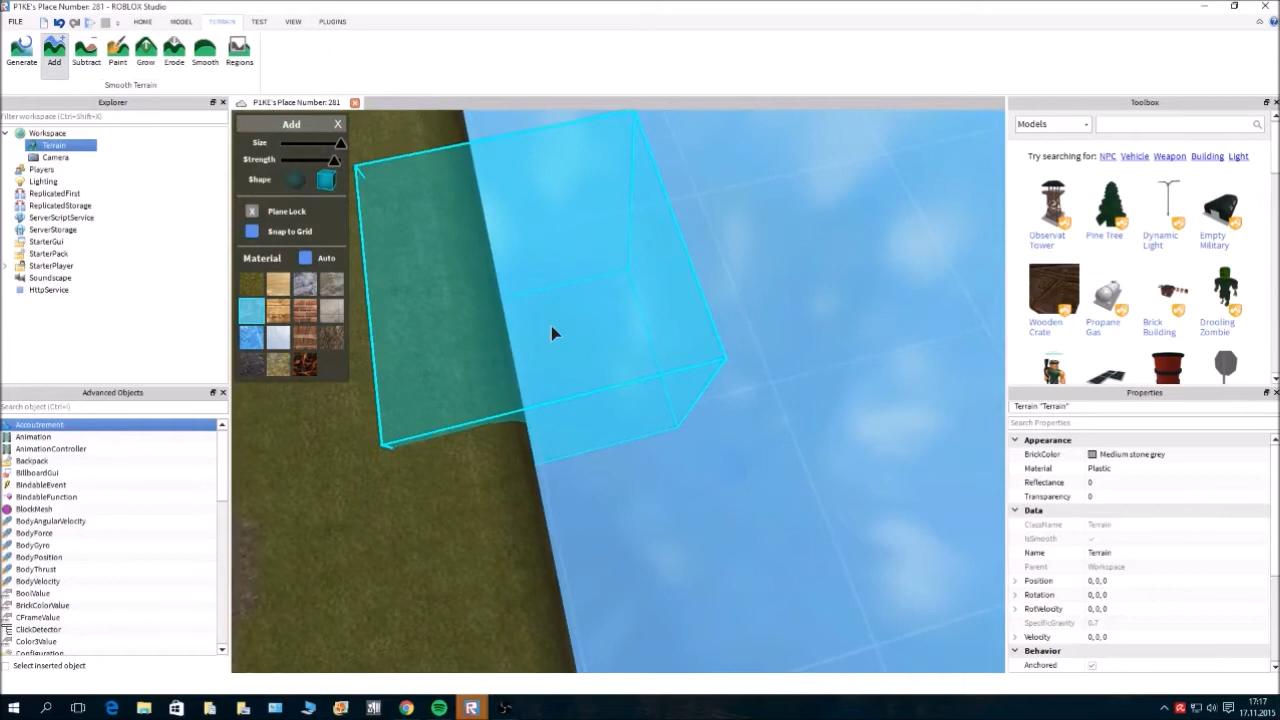 P1KE's Place Number: 281 - ROBLOX Studio
FILE HOME MODEL TERRAIN TEST VIEW PLUGINS
Generate Add Subtract Paint Grow Erode Smooth Regions
Smooth Terrain
Explorer
Filter workspace (Ctrl+Shift+X)
Workspace
Terrain
Camera
Players
Lighting
ReplicatedFirst
ReplicatedStorage
ServerScriptService
ServerStorage
StarterGui
StarterPack
StarterPlayer
Soundscape
HttpService
Advanced Objects
Search object (Ctrl+I)
Accoutrement
Animation
AnimationController
Backpack
BillboardGui
BindableEvent
BindableFunction
BlockMesh
BodyAngularVelocity
BodyForce
BodyGyro
BodyPosition
BodyThrust
BodyVelocity
BoolValue
BrickColorValue
CFrameValue
ClickDetector
Color3Value
Configuration
Select inserted object
P1KE's Place Number: 281
Add X
Size
Strength
Shape
X Plane Lock
Snap to Grid
Material Auto
Toolbox
Models
Try searching for: NPC Vehicle Weapon Building Light
Observat Tower
Pine Tree
Dynamic Light
Empty Military
Wooden Crate
Propane Gas
Brick Building
Drooling Zombie
Properties
Terrain "Terrain"
Search Properties
Appearance
BrickColor Medium stone grey
Material Plastic
Reflectance 0
Transparency 0
Data
ClassName Terrain
IsSmooth
Name Terrain
Parent Workspace
Position 0, 0, 0
Rotation 0, 0, 0
RotVelocity 0, 0, 0
SpecificGravity 0.7
Velocity 0, 0, 0
Behavior
Anchored
17:17
17.11.2015